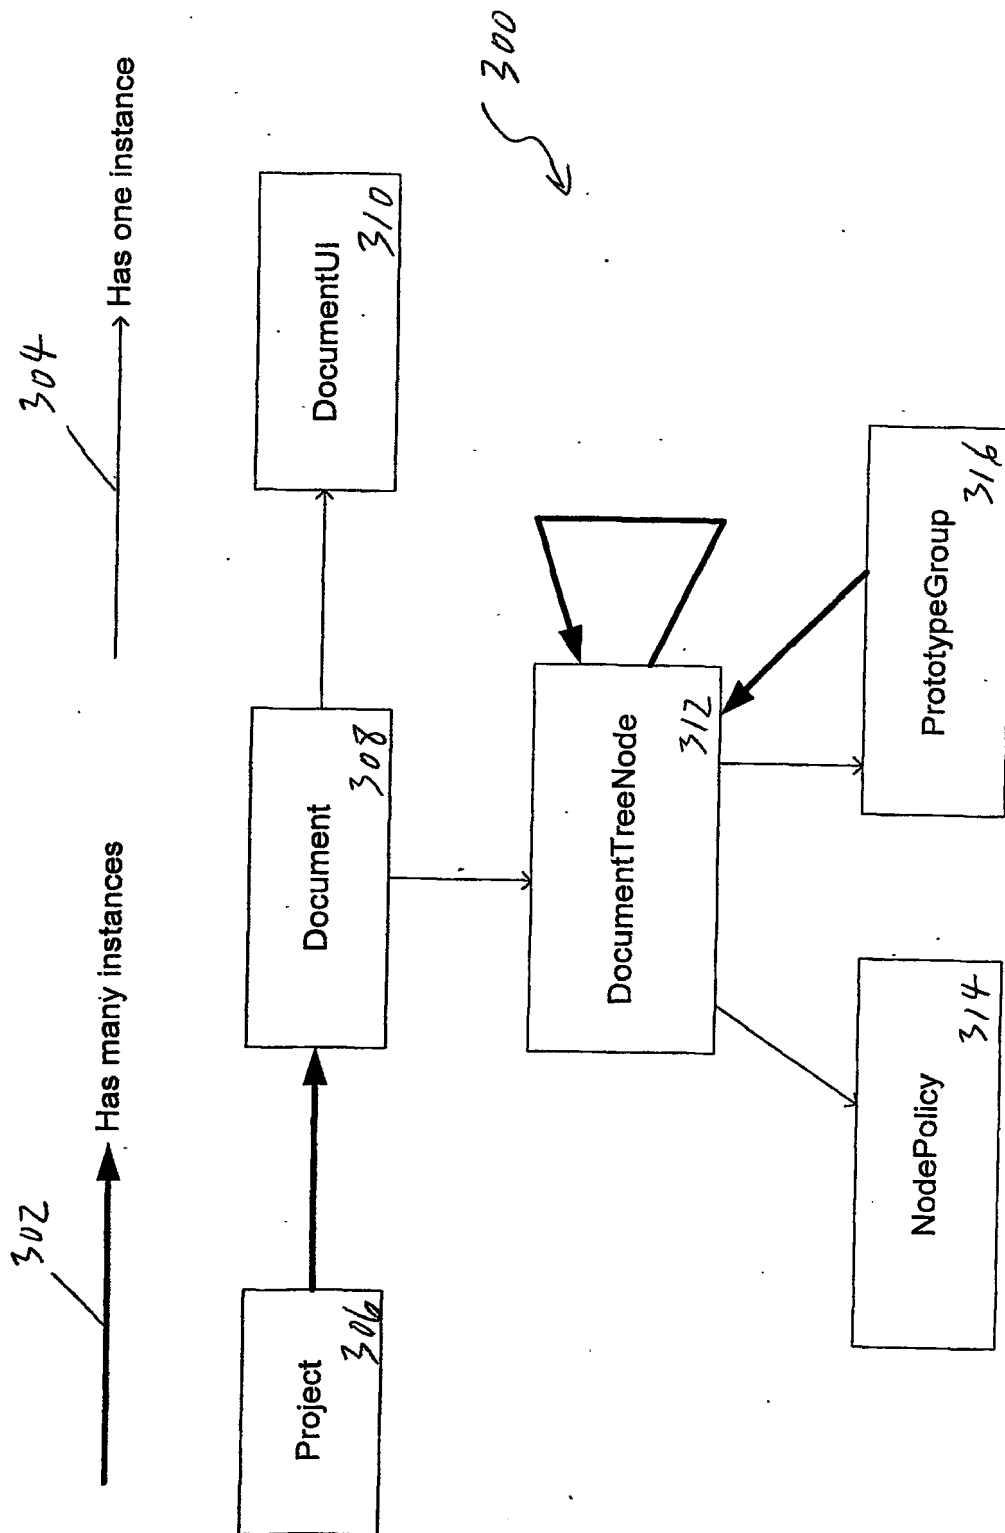 302
Has many instances
304
Has one instance
Project
306
Document
308
DocumentUI
310
300
DocumentTreeNode
312
NodePolicy
314
PrototypeGroup
316